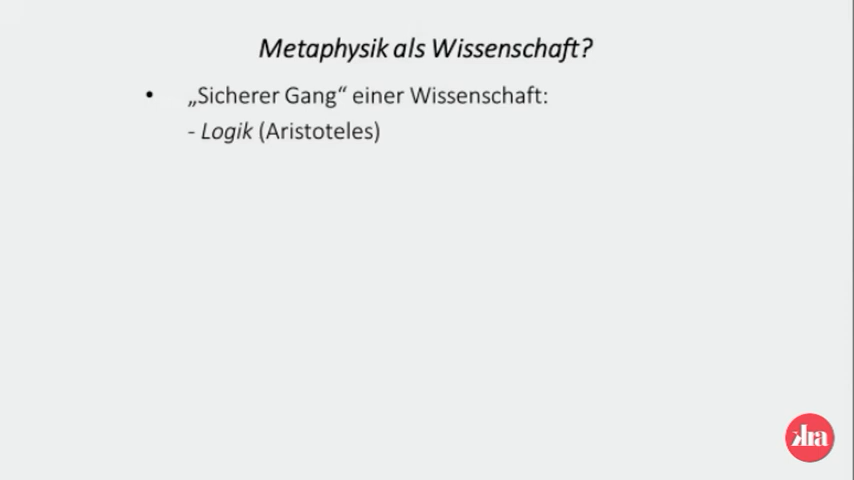 Metaphysik als Wissenschaft?
• „Sicherer Gang“ einer Wissenschaft:
- Logik (Aristoteles)